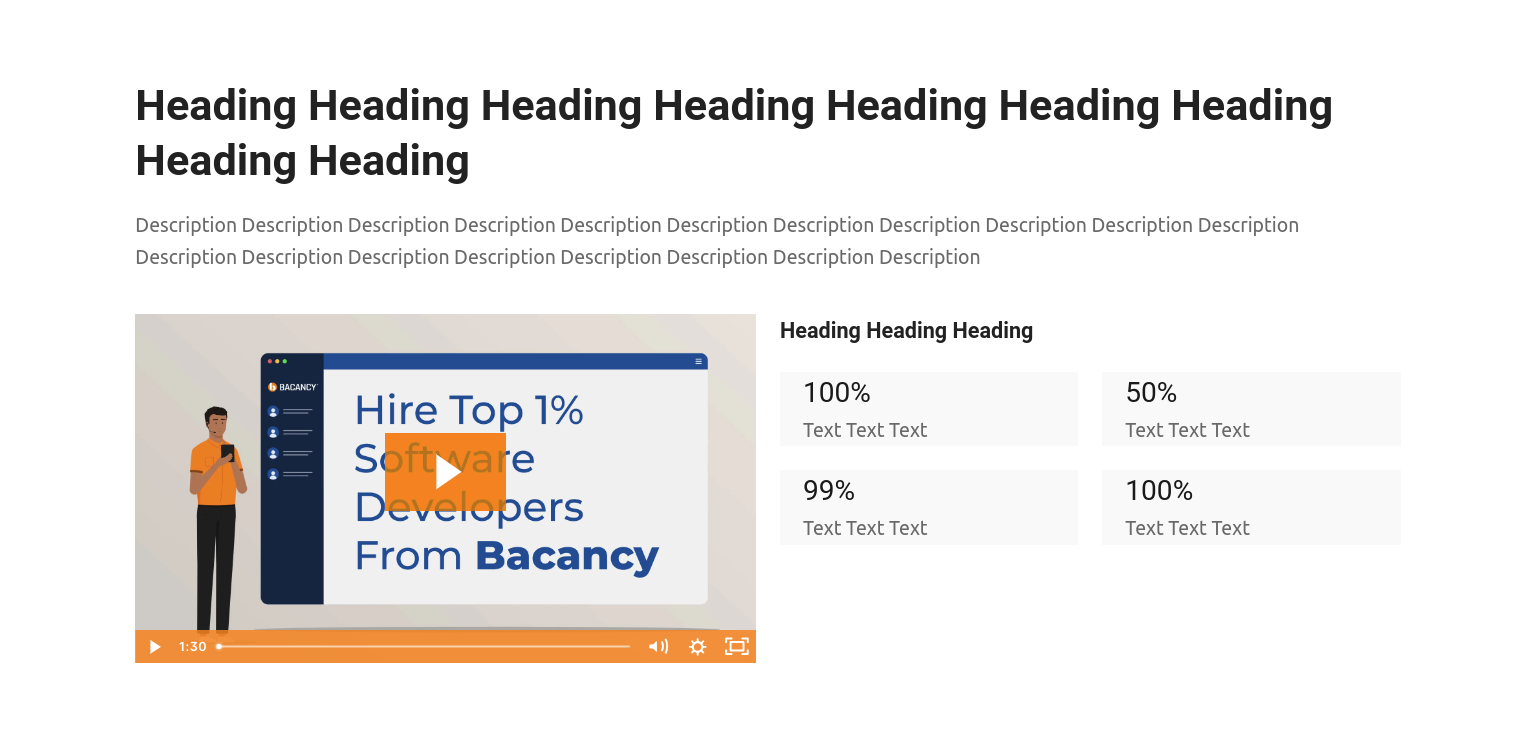 Heading Heading Heading Heading Heading Heading Heading
Heading Heading
Description Description Description Description Description Description Description Description Description Description Description
Description Description Description Description Description Description Description Description
BACANCY
Hire Top 1%
Software
Developers
From Bacancy
1:30
Heading Heading Heading
100%
Text Text Text
50%
Text Text Text
99%
Text Text Text
100%
Text Text Text